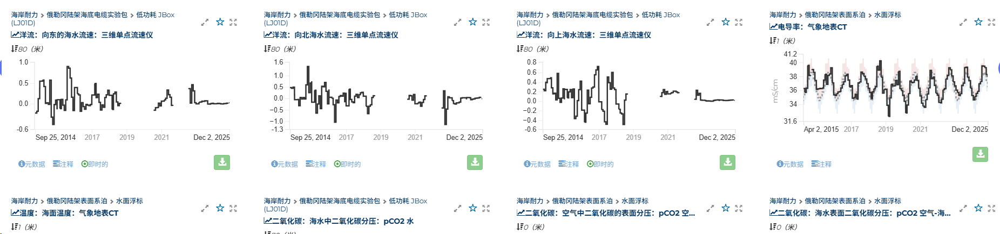 海岸耐力 > 俄勒冈陆架海底电缆实验包 > 低功耗 JBox
(LJ01D)
洋流：向东的海水流速：三维单点流速仪
80（米）
1.0
0.5
0.0
-0.6
Sep 25, 2014 2017 2019 2021 Dec 2, 2025
元数据 注释 即时的
海岸耐力 > 俄勒冈陆架海底电缆实验包 > 低功耗 JBox
(LJ01D)
洋流：向北海水流速：三维单点流速仪
80（米）
1.6
1.0
0.5
0.0
−0.5
−1.0
-1.3
Sep 25, 2014 2017 2019 2021 Dec 2, 2025
元数据 注释 即时的
海岸耐力 > 俄勒冈陆架海底电缆实验包 > 低功耗 JBox
(LJ01D)
洋流：向上海水流速：三维单点流速仪
80（米）
0.8
0.6
0.4
0.2
0.0
−0.2
−0.4
-0.6
Sep 25, 2014 2017 2019 2021 Dec 2, 2025
元数据 注释 即时的
海岸耐力 > 俄勒冈陆架表面系泊 > 水面浮标
电导率：气象地表CT
1（米）
mS/cm
41.2
40
38
36
34
31.6
Apr 2, 2015 2017 2019 2021 Dec 2, 2025
元数据 注释
海岸耐力 > 俄勒冈陆架表面系泊 > 水面浮标
温度：海面温度：气象地表CT
1（米）
海岸耐力 > 俄勒冈陆架海底电缆实验包 > 低功耗 JBox
(LJ01D)
二氧化碳：海水中二氧化碳分压：pCO2 水
海岸耐力 > 俄勒冈陆架表面系泊 > 水面浮标
二氧化碳：空气中二氧化碳的表面分压：pCO2 空...
0（米）
海岸耐力 > 俄勒冈陆架表面系泊 > 水面浮标
二氧化碳：海水表面二氧化碳分压：pCO2 空气-海...
0（米）